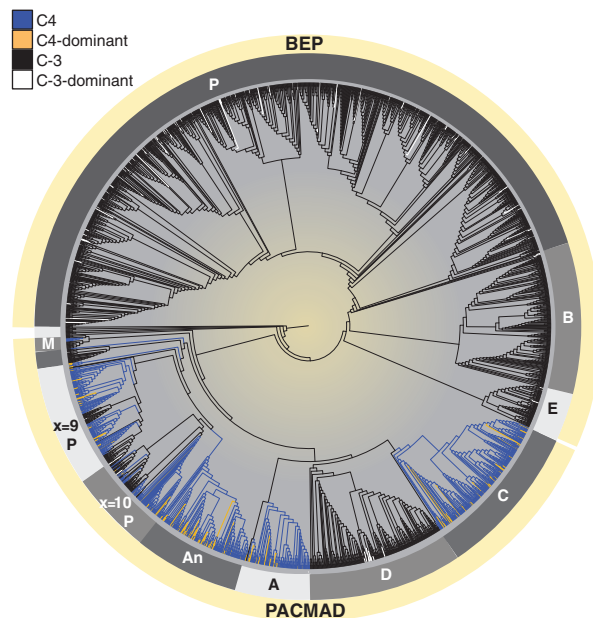 C4
C4-dominant
C-3
C-3-dominant
BEP
P
B
E
C
D
A
An
x=10
P
x=9
P
M
PACMAD